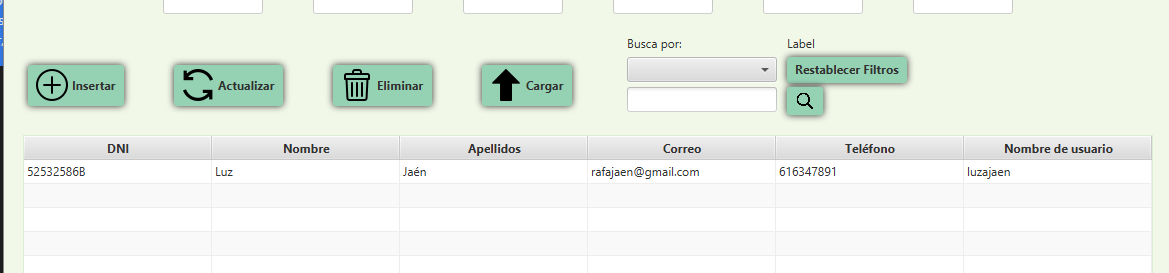 Busca por:
Label
Insertar
Actualizar
Eliminar
Cargar
Restablecer Filtros
DNI Nombre Apellidos Correo Teléfono Nombre de usuario
52532586B Luz Jaén rafajaen@gmail.com 616347891 luzajaen